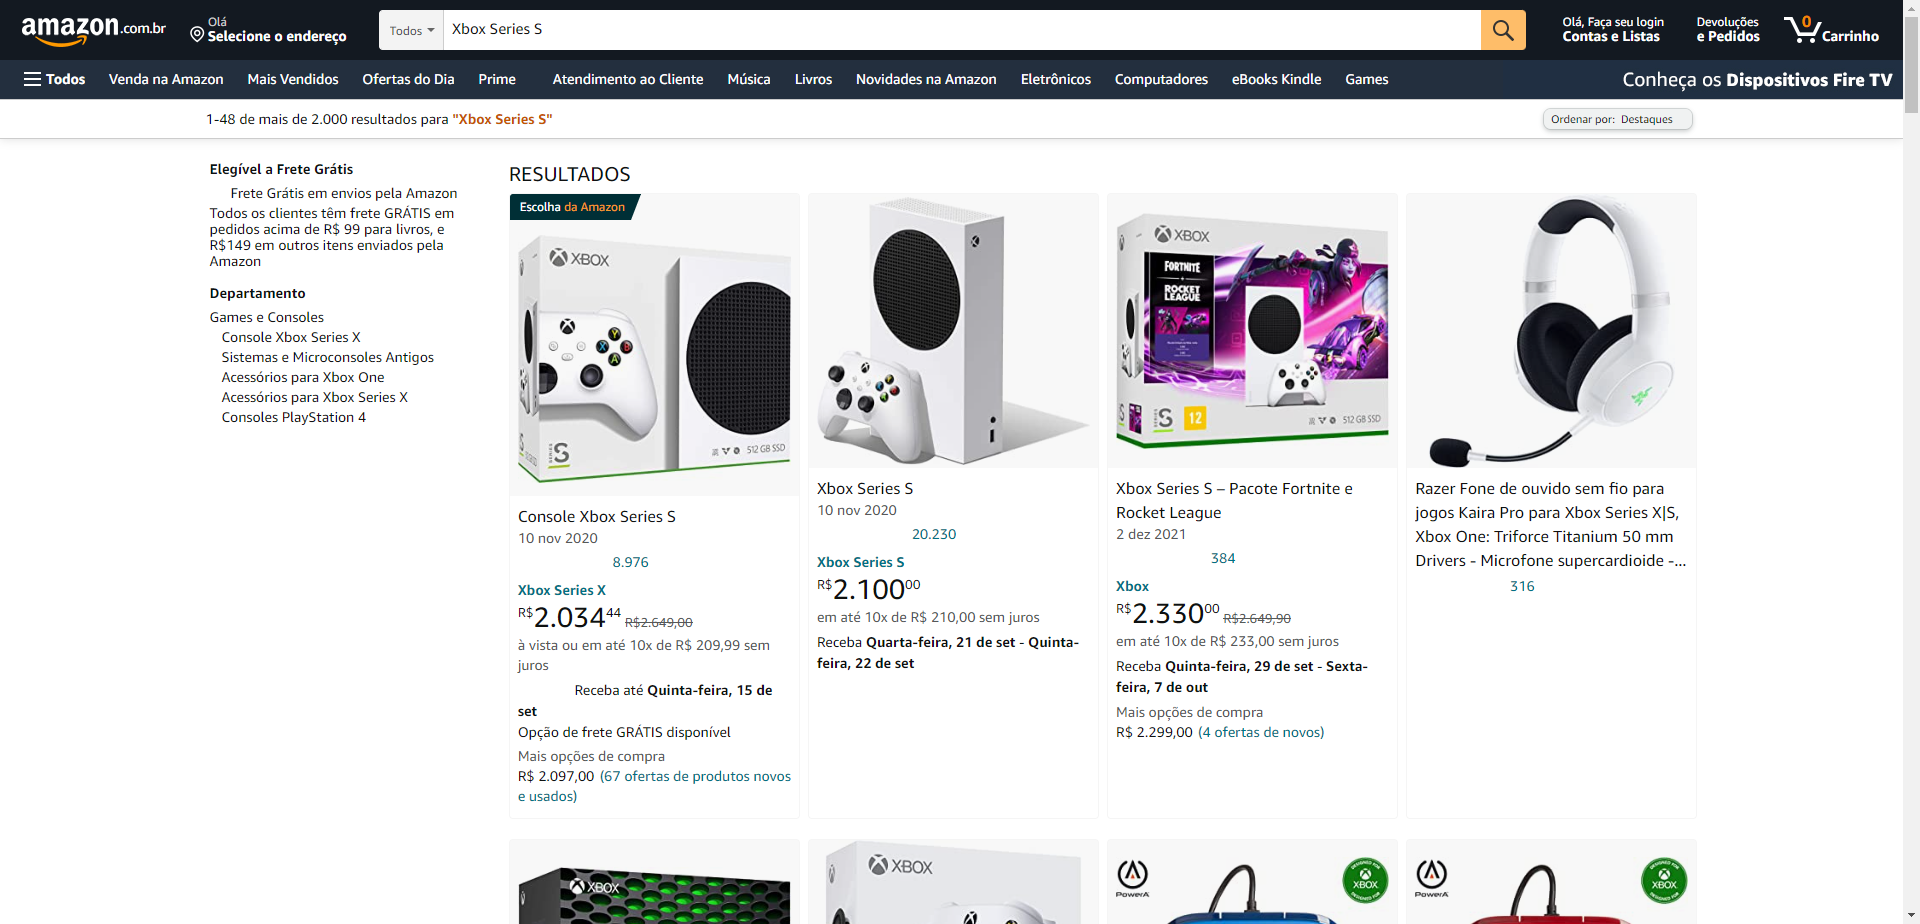 amazon.com.br
Olá
Selecione o endereço
Todos
Xbox Series S
Olá, Faça seu login
Contas e Listas
Devoluções
e Pedidos
0
Carrinho
Todos
Venda na Amazon
Mais Vendidos
Ofertas do Dia
Prime
Atendimento ao Cliente
Música
Livros
Novidades na Amazon
Eletrônicos
Computadores
eBooks Kindle
Games
Conheça os Dispositivos Fire TV
1-48 de mais de 2.000 resultados para "Xbox Series S"
Ordenar por: Destaques
Elegível a Frete Grátis
Frete Grátis em envios pela Amazon
Todos os clientes têm frete GRÁTIS em
pedidos acima de R$ 99 para livros, e
R$149 em outros itens enviados pela
Amazon
Departamento
Games e Consoles
Console Xbox Series X
Sistemas e Microconsoles Antigos
Acessórios para Xbox One
Acessórios para Xbox Series X
Consoles PlayStation 4
RESULTADOS
Escolha da Amazon
XBOX
Y
X
B
A
SERIES
S
512 GB SSD
Console Xbox Series S
10 nov 2020
8.976
Xbox Series X
R$2.03444 R$2.649,00
à vista ou em até 10x de R$ 209,99 sem
juros
Receba até Quinta-feira, 15 de
set
Opção de frete GRÁTIS disponível
Mais opções de compra
R$ 2.097,00 (67 ofertas de produtos novos
e usados)
Xbox Series S
10 nov 2020
20.230
Xbox Series S
R$2.10000
em até 10x de R$ 210,00 sem juros
Receba Quarta-feira, 21 de set - Quinta-
feira, 22 de set
XBOX
FORTNITE
+
ROCKET
LEAGUE
S
12
512 GB SSD
Xbox Series S – Pacote Fortnite e
Rocket League
2 dez 2021
384
Xbox
R$2.33000 R$2.649,90
em até 10x de R$ 233,00 sem juros
Receba Quinta-feira, 29 de set - Sexta-
feira, 7 de out
Mais opções de compra
R$ 2.299,00 (4 ofertas de novos)
Razer Fone de ouvido sem fio para
jogos Kaira Pro para Xbox Series X|S,
Xbox One: Triforce Titanium 50 mm
Drivers - Microfone supercardioide -...
316
XBOX
XBOX
POWERA
DESIGNED FOR
XBOX
POWERA
DESIGNED FOR
XBOX